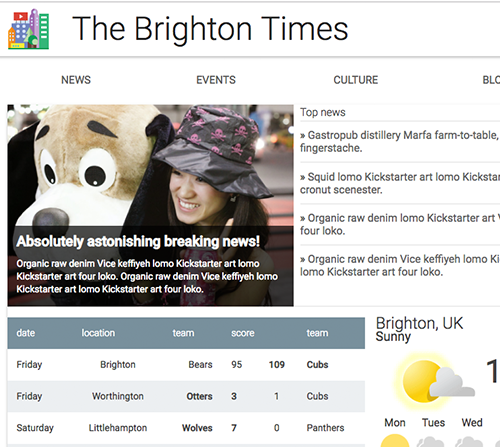 The Brighton Times
NEWS EVENTS CULTURE BLO
Absolutely astonishing breaking news!
Organic raw denim Vice keffiyeh lomo Kickstarter art lomo
Kickstarter art four loko. Organic raw denim Vice keffiyeh lomo
Kickstarter art lomo Kickstarter art four loko.
Top news
» Gastropub distillery Marfa farm-to-table,
fingerstache.
» Squid lomo Kickstarter art lomo Kickstar
cronut scenester.
» Organic raw denim lomo Kickstarter art V
four loko.
» Organic raw denim Vice keffiyeh lomo Ki
Kickstarter art four loko.
date location team score team
Friday Brighton Bears 95 109 Cubs
Friday Worthington Otters 3 1 Cubs
Saturday Littlehampton Wolves 7 0 Panthers
Brighton, UK
Sunny
1
Mon Tues Wed